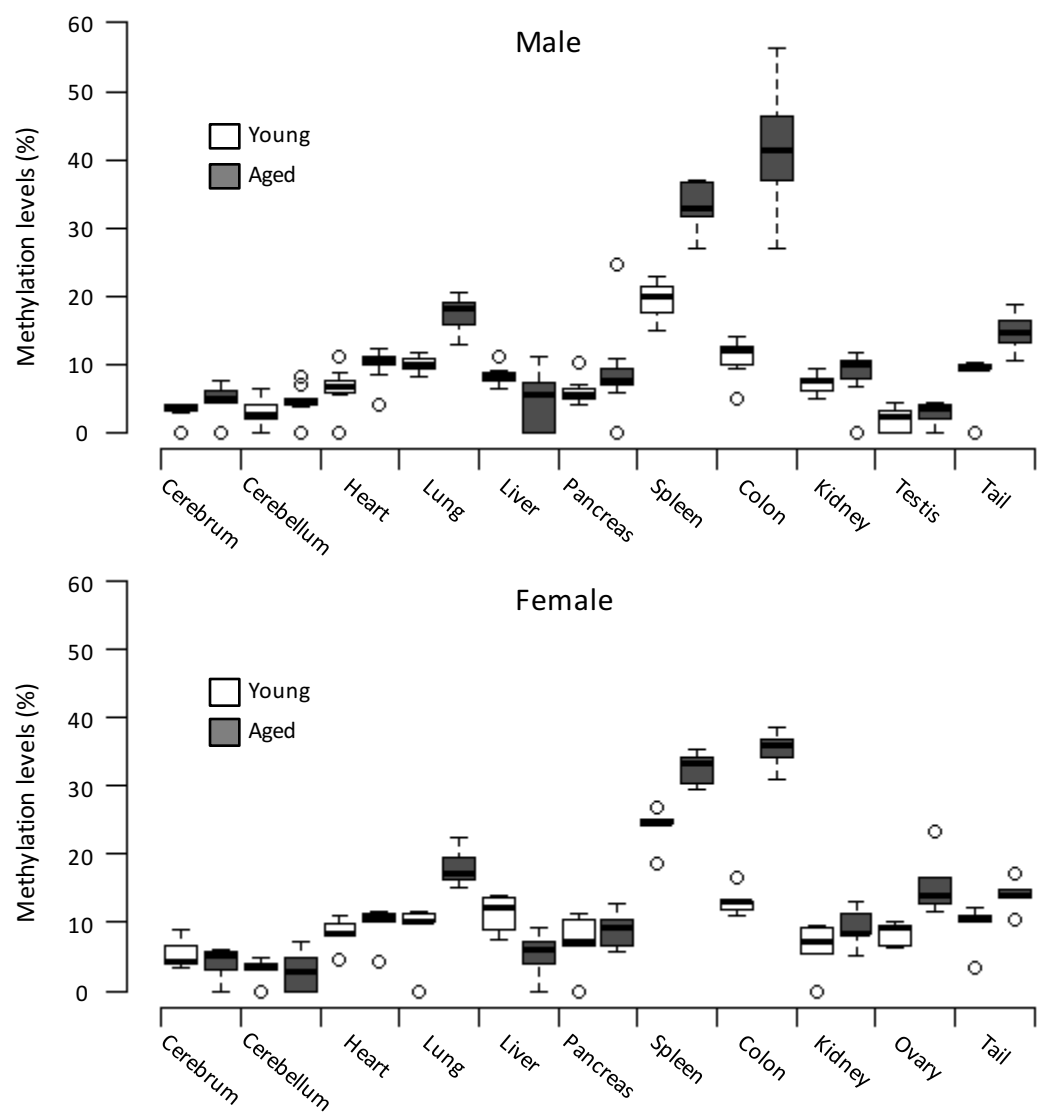 Male
Methylation levels (%)
60
50
40
30
20
10
0
Young
Aged
Cerebrum
Cerebellum
Heart
Lung
Liver
Pancreas
Spleen
Colon
Kidney
Testis
Tail
Female
Methylation levels (%)
60
50
40
30
20
10
0
Young
Aged
Cerebrum
Cerebellum
Heart
Lung
Liver
Pancreas
Spleen
Colon
Kidney
Ovary
Tail